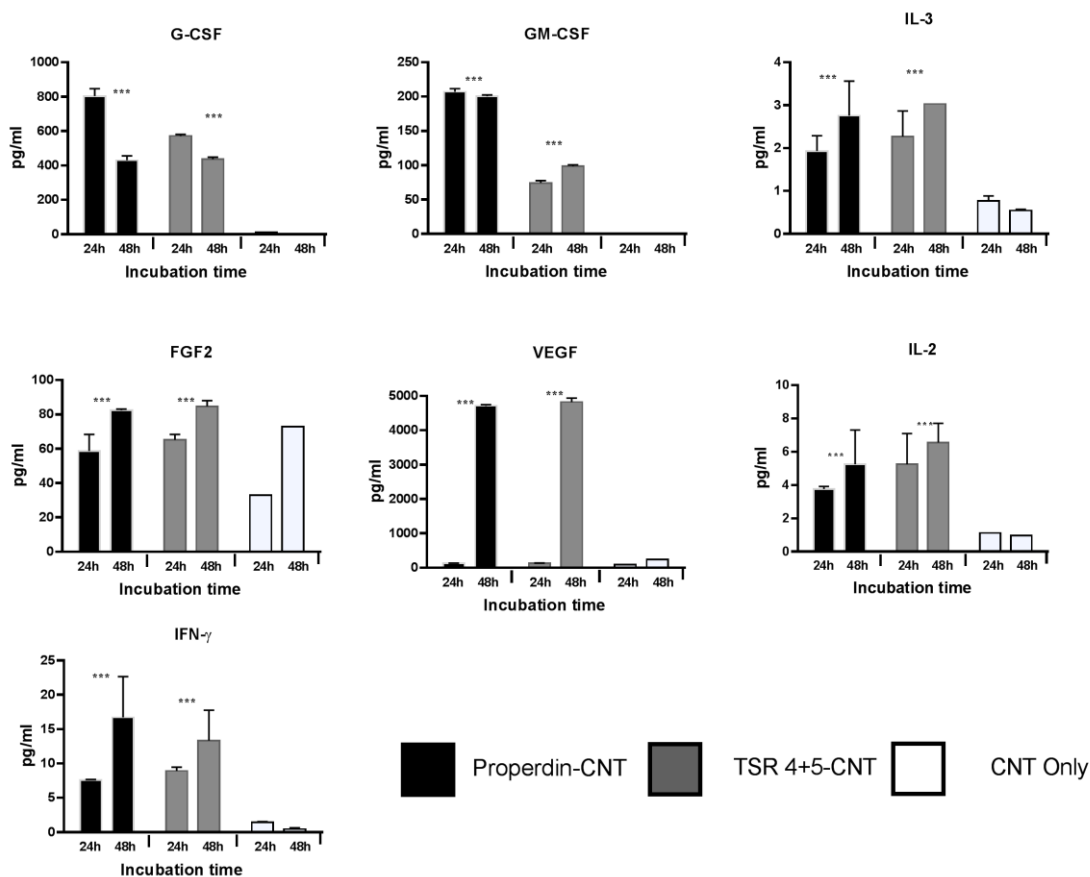 G-CSF
1000
800
600
400
200
0
pg/ml
***
***
24h 48h 24h 48h 24h 48h
Incubation time
GM-CSF
250
200
150
100
50
0
pg/ml
***
***
24h 48h 24h 48h 24h 48h
Incubation time
IL-3
4
3
2
1
0
pg/ml
***
***
24h 48h 24h 48h 24h 48h
Incubation time
FGF2
100
80
60
40
20
0
pg/ml
***
***
24h 48h 24h 48h 24h 48h
Incubation time
VEGF
5000
4000
3000
2000
1000
0
pg/ml
***
***
24h 48h 24h 48h 24h 48h
Incubation time
IL-2
10
8
6
4
2
0
pg/ml
***
***
24h 48h 24h 48h 24h 48h
Incubation time
IFN-γ
25
20
15
10
5
0
pg/ml
***
***
24h 48h 24h 48h 24h 48h
Incubation time
Properdin-CNT
TSR 4+5-CNT
CNT Only